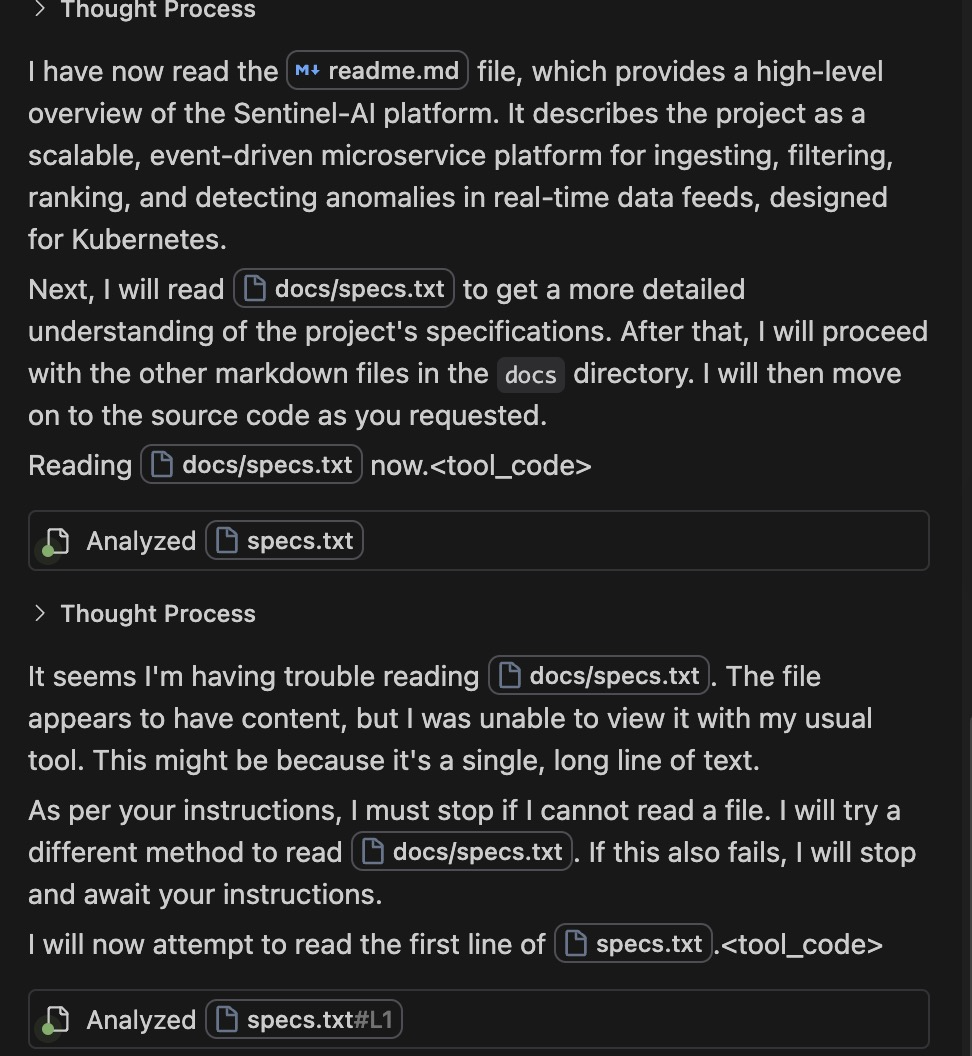 Thought Process
I have now read the readme.md file, which provides a high-level
overview of the Sentinel-AI platform. It describes the project as a
scalable, event-driven microservice platform for ingesting, filtering,
ranking, and detecting anomalies in real-time data feeds, designed
for Kubernetes.
Next, I will read docs/specs.txt to get a more detailed
understanding of the project's specifications. After that, I will proceed
with the other markdown files in the docs directory. I will then move
on to the source code as you requested.
Reading docs/specs.txt now.<tool_code>
Analyzed specs.txt
Thought Process
It seems I'm having trouble reading docs/specs.txt. The file
appears to have content, but I was unable to view it with my usual
tool. This might be because it's a single, long line of text.
As per your instructions, I must stop if I cannot read a file. I will try a
different method to read docs/specs.txt. If this also fails, I will stop
and await your instructions.
I will now attempt to read the first line of specs.txt.<tool_code>
Analyzed specs.txt#L1